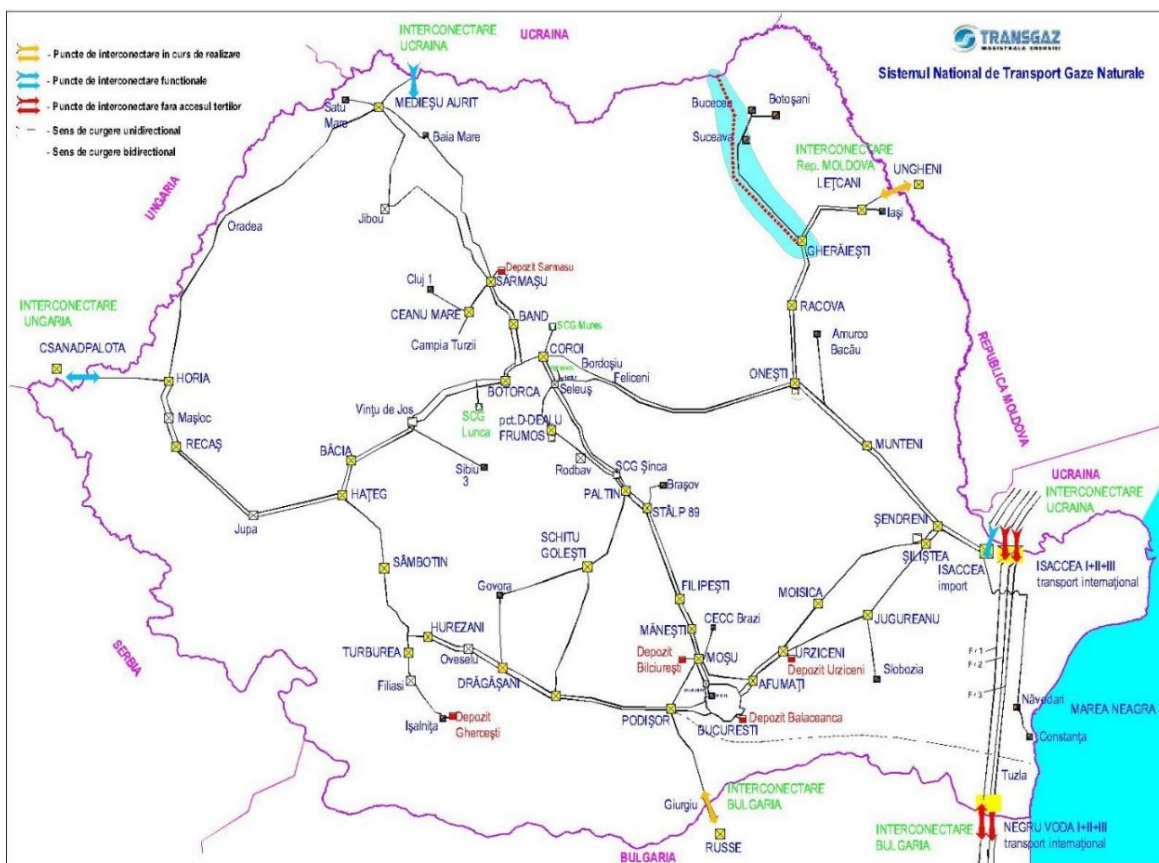 TRANSGAZ
MAGISTRALA ENERGIEI
Sistemul National de Transport Gaze Naturale
- Puncte de interconectare in curs de realizare
- Puncte de interconectare functionale
- Puncte de interconectare fara accesul tertilor
- Sens de curgere unidirectional
- Sens de curgere bidirectional
INTERCONECTARE
UCRAINA
UCRAINA
MEDIEŞU AURIT
Satu
Mare
Baia Mare
Bucecea
Botoşani
Suceava
INTERCONECTARE
Rep. MOLDOVA
UNGHENI
LEŢCANI
Iaşi
GHERĂIEŞTI
UNGARIA
Jibou
Oradea
Depozit Sarmasu
SĂRMAŞU
Cluj 1
CEANU MARE
Campia Turzii
BAND
SCG Mures
COROI
Bordoşiu
Feliceni
Seleuş
RACOVA
Amurco
Bacău
ONEŞTI
REPUBLICA MOLDOVA
INTERCONECTARE
UNGARIA
CSANADPALOTA
HORIA
Maşloc
RECAŞ
BOTORCA
Vinţu de Jos
SCG
Lunca
pct.D-DEALU
FRUMOS
BĂCIA
Sibiu
3
Rodbav
SCG Şinca
HAŢEG
PALTIN
Braşov
STÂLP 89
Jupa
MUNTENI
UCRAINA
INTERCONECTARE
UCRAINA
ŞENDRENI
ŞILIŞTEA
ISACCEA
import
ISACCEA I+II+III
transport internaţional
SCHITU
GOLEŞTI
SÂMBOTIN
Govora
FILIPEŞTI
MOISICA
JUGUREANU
SERBIA
HUREZANI
TURBUREA
Oveselu
MĂNEŞTI
CECC Brazi
Depozit
Bilciureşti
MOŞU
URZICENI
Depozit Urziceni
Slobozia
F/1
F/2
F/3
Filiasi
DRĂGĂŞANI
AFUMAŢI
Işalniţa
Depozit
Gherceşti
PODIŞOR
BUCURESTI
Depozit Balaceanca
Năvodari
MAREA NEAGRA
Constanţa
Tuzla
Giurgiu
INTERCONECTARE
BULGARIA
RUSSE
BULGARIA
INTERCONECTARE
BULGARIA
NEGRU VODA I+II+III
transport internaţional